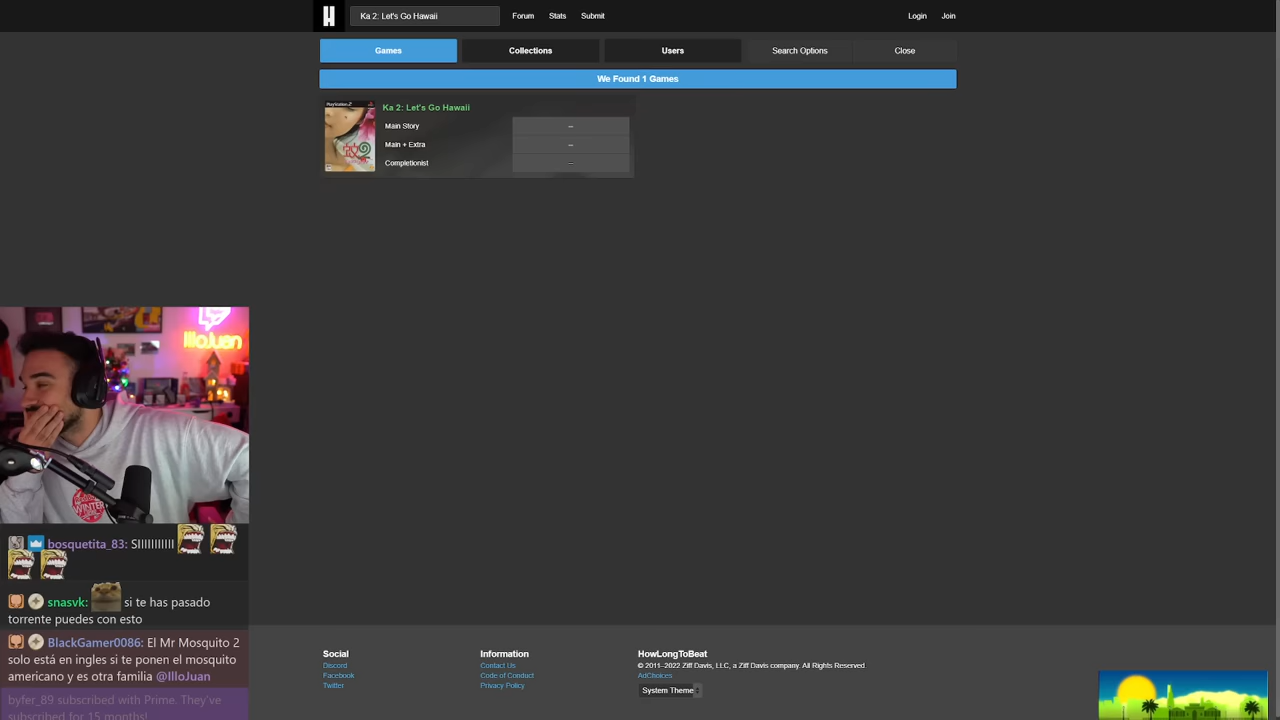 H
Ka 2: Let's Go Hawaii
Forum
Stats
Submit
Login
Join
Games
Collections
Users
Search Options
Close
We Found 1 Games
PlayStation 2
Ka 2: Let's Go Hawaii
Main Story
--
Main + Extra
--
Completionist
--
IlloJuan
WINTER
bosquetita_83: SIIIIIIIIII
snasvk: si te has pasado
torrente puedes con esto
BlackGamer0086: El Mr Mosquito 2
solo está en ingles si te ponen el mosquito
americano y es otra familia @IlloJuan
byfer_89 subscribed with Prime. They've
subscribed for 15 months!
Social
Discord
Facebook
Twitter
Information
Contact Us
Code of Conduct
Privacy Policy
HowLongToBeat
© 2011-2022 Ziff Davis, LLC, a Ziff Davis company. All Rights Reserved.
AdChoices
System Theme